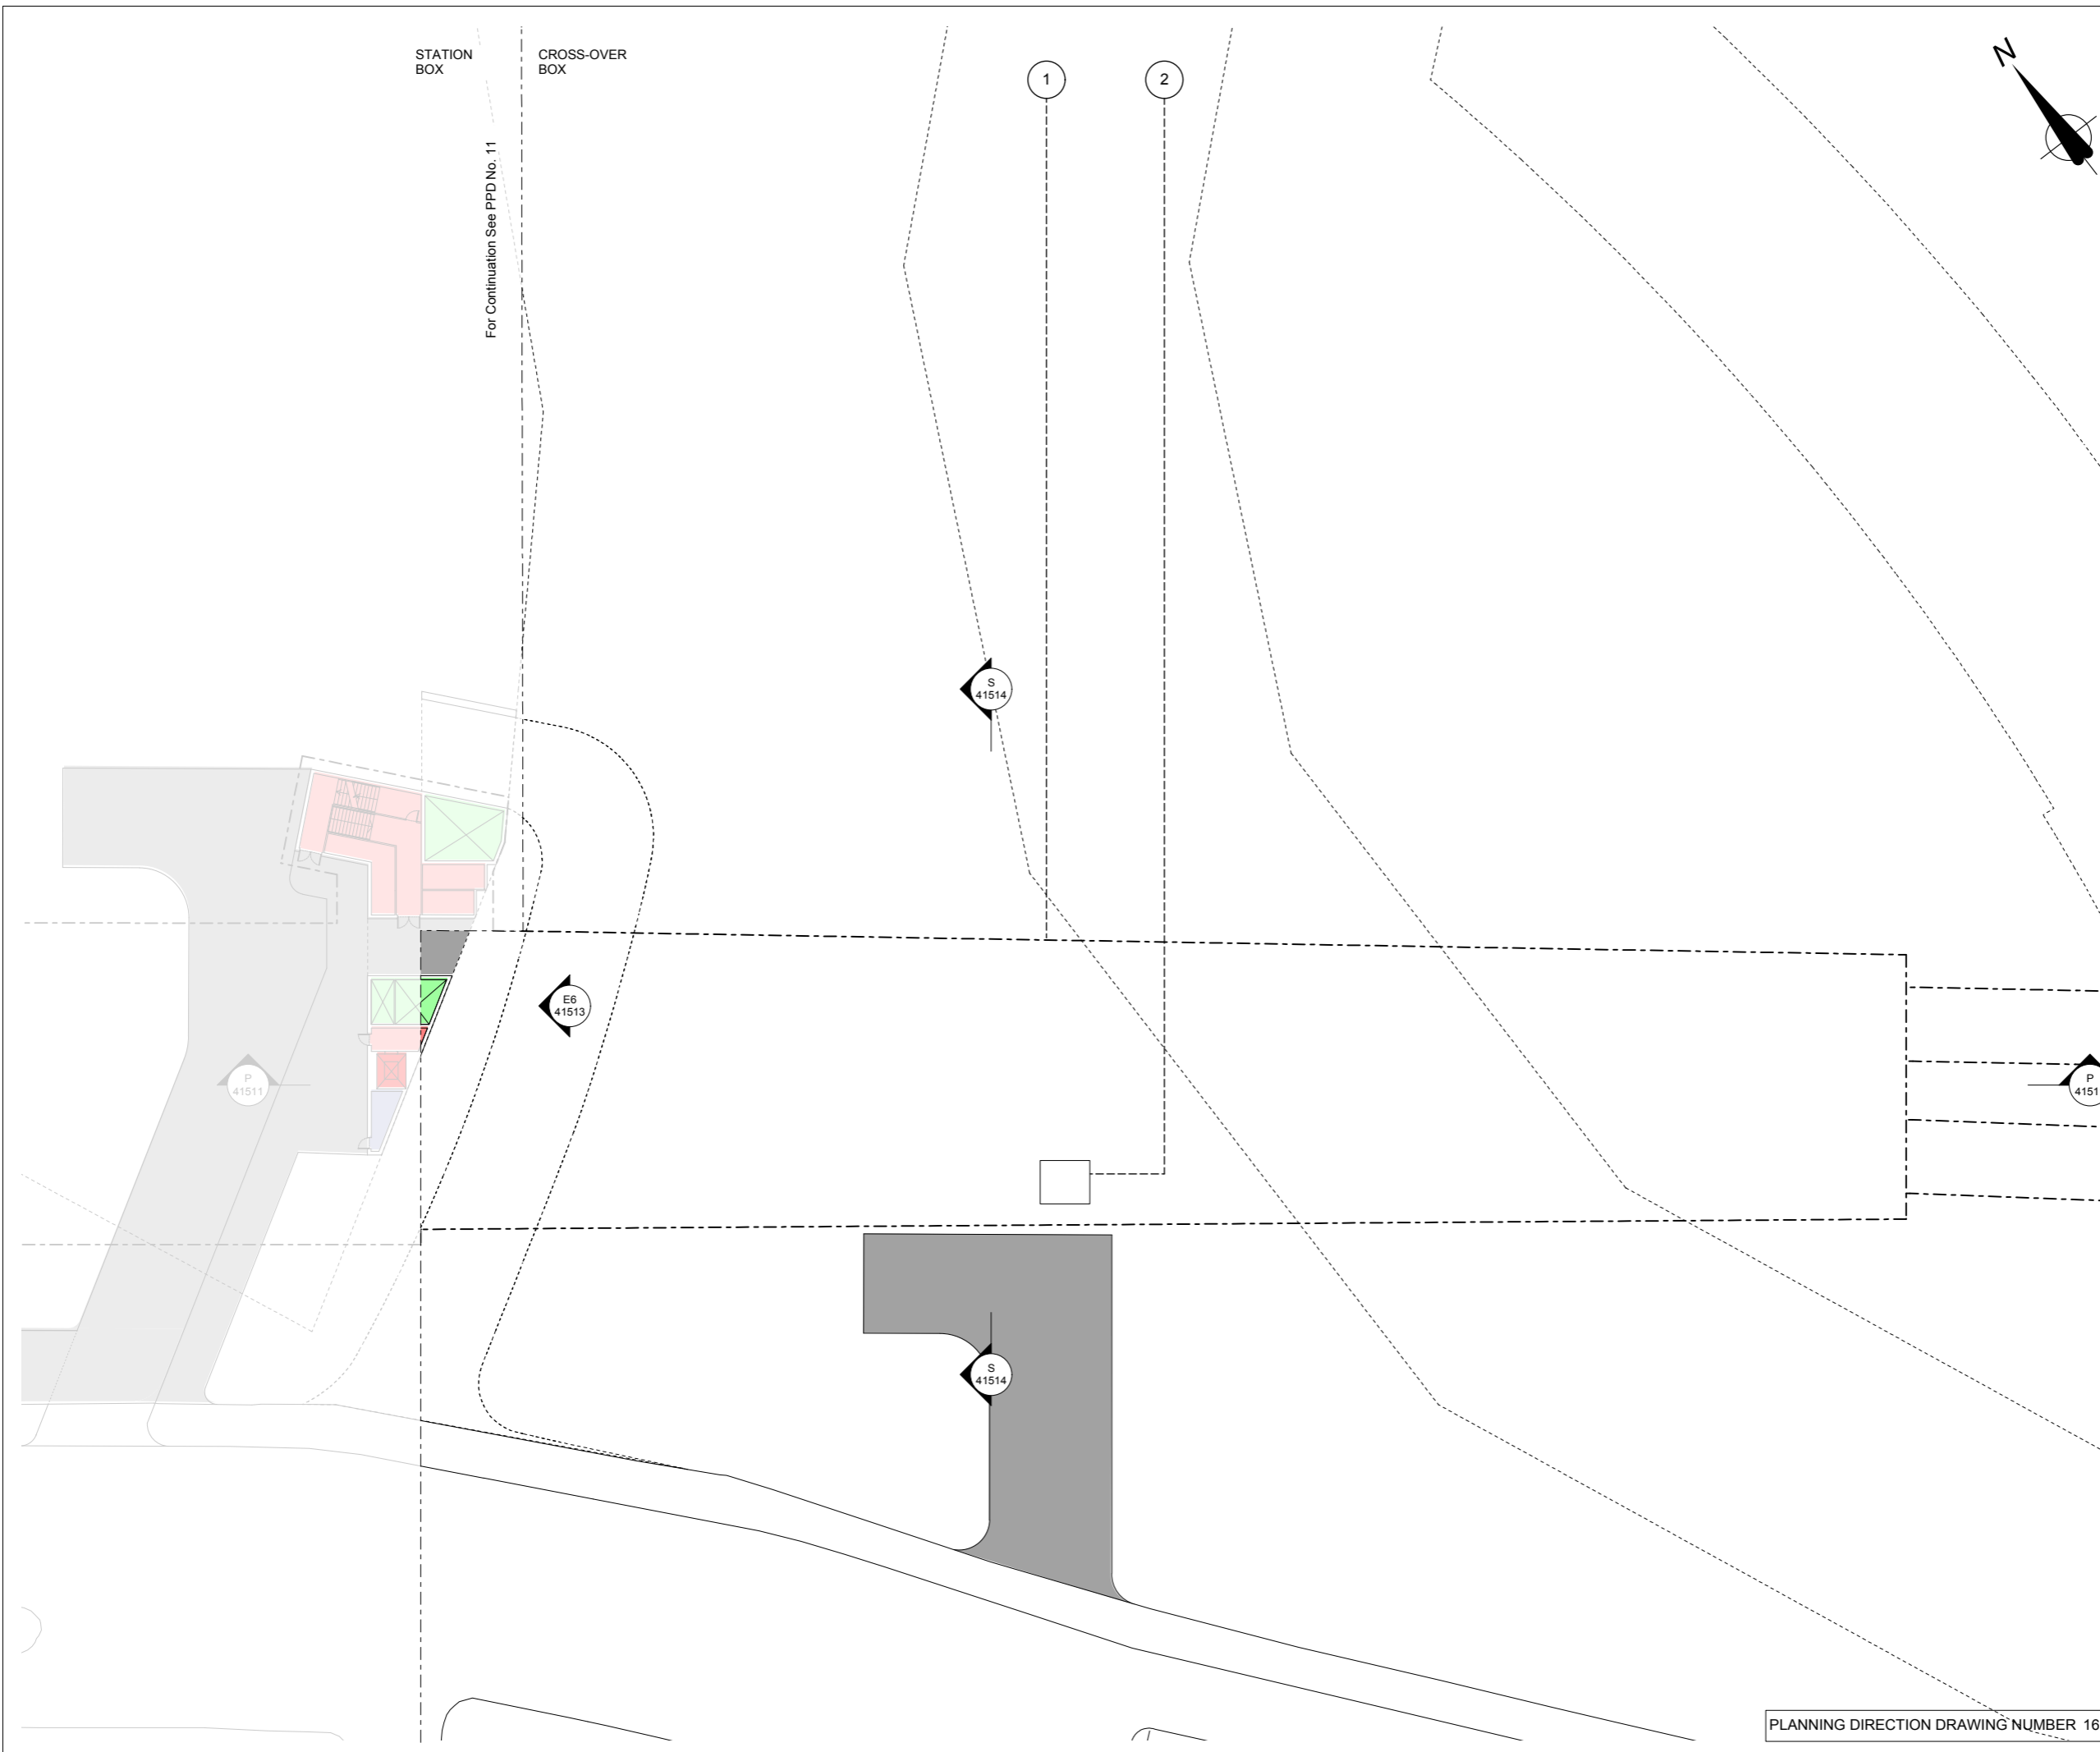 STATION
BOX
CROSS-OVER
BOX
1
2
N
For Continuation See PPD No. 11
S
41514
E6
41513
P
41511
P
4151
S
41514
PLANNING DIRECTION DRAWING NUMBER 16